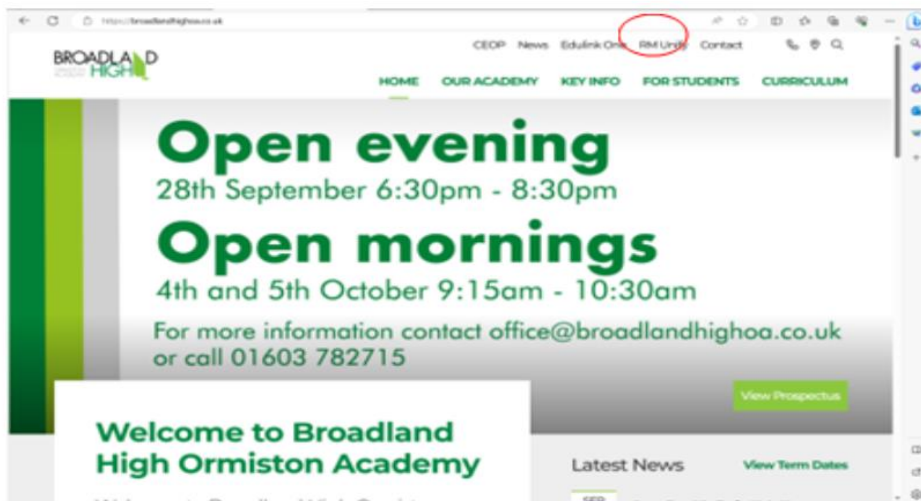 https://broadlandhighoa.co.uk
CEOP News Edulink One RM Unify Contact
BROADLAND
HIGH
HOME OUR ACADEMY KEY INFO FOR STUDENTS CURRICULUM
Open evening
28th September 6:30pm - 8:30pm
Open mornings
4th and 5th October 9:15am - 10:30am
For more information contact office@broadlandhighoa.co.uk
or call 01603 782715
View Prospectus
Welcome to Broadland
High Ormiston Academy
Latest News View Term Dates
SEP